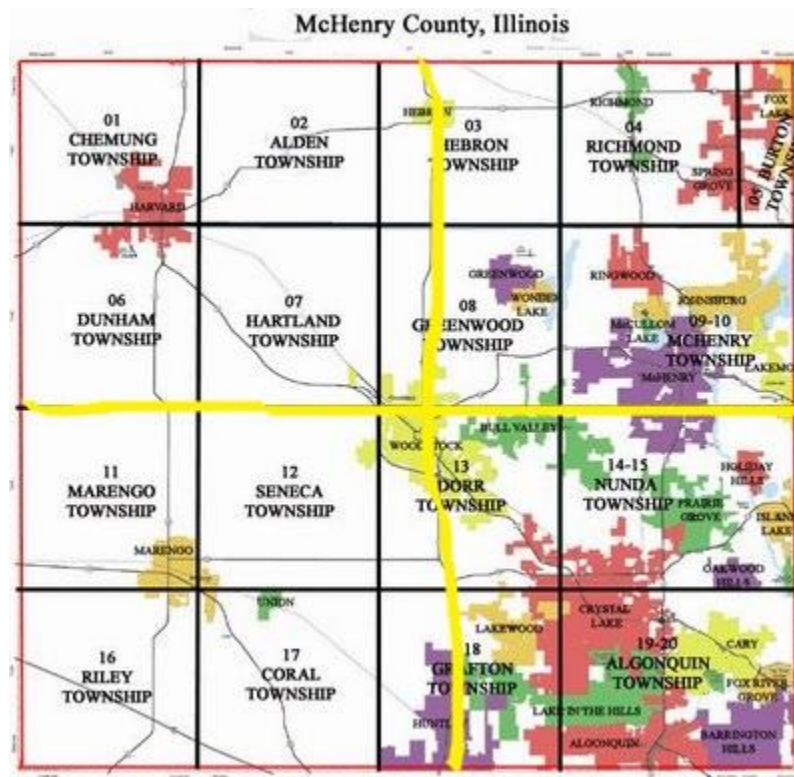 McHenry County, Illinois
01
CHEMUNG
TOWNSHIP
HARVARD
02
ALDEN
TOWNSHIP
HEBRON
03
HEBRON
TOWNSHIP
RICHMOND
04
RICHMOND
TOWNSHIP
SPRING
GROVE
FOX
LAKE
05 BURTON
TOWNSHIP
06
DUNHAM
TOWNSHIP
07
HARTLAND
TOWNSHIP
GREENWOOD
WONDER
LAKE
08
GREENWOOD
TOWNSHIP
RINGWOOD
JOHNSBURG
McCULLOM
LAKE
09-10
MCHENRY
TOWNSHIP
McHENRY
LAKEMO
11
MARENGO
TOWNSHIP
MARENGO
12
SENECA
TOWNSHIP
WOODSTOCK
BULL VALLEY
13
DORR
TOWNSHIP
14-15
NUNDA
TOWNSHIP
HOLIDAY
HILLS
PRAIRIE
GROVE
ISLAN
LAKE
OAKWOOD
HILLS
16
RILEY
TOWNSHIP
UNION
17
CORAL
TOWNSHIP
LAKEWOOD
18
GRAFTON
TOWNSHIP
HUNTL
CRYSTAL
LAKE
19-20
ALGONQUIN
TOWNSHIP
CARY
FOX RIVER
GROVE
LAKE IN THE HILLS
ALGONQUIN
BARRINGTON
HILLS